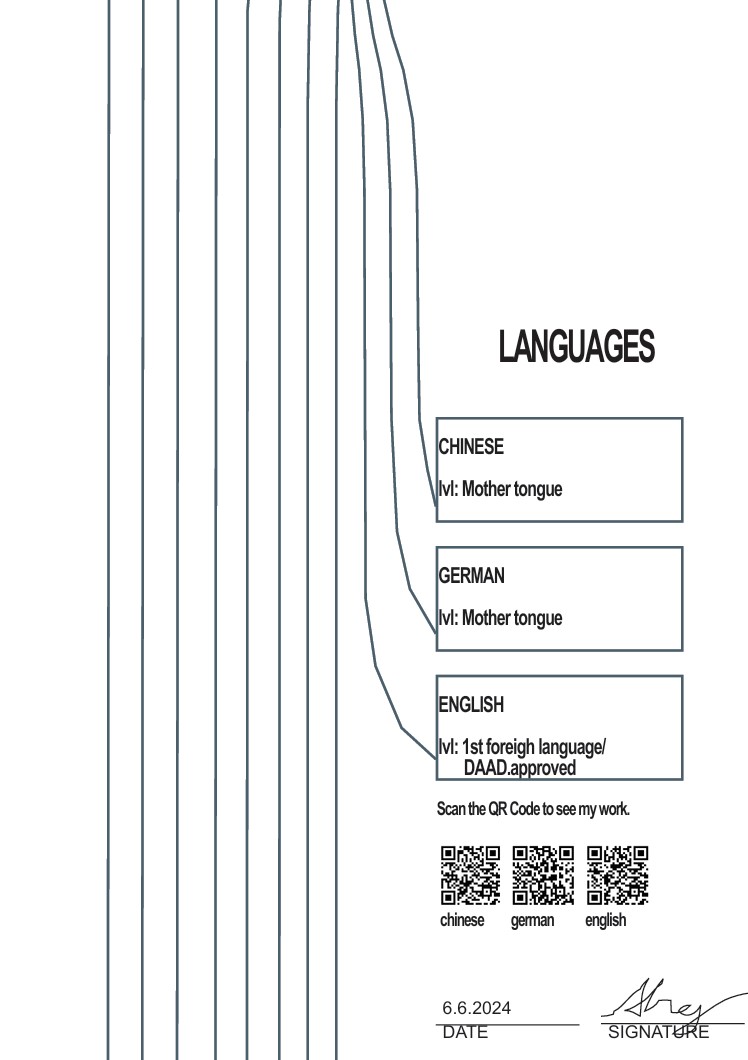 LANGUAGES
CHINESE
lvl: Mother tongue
GERMAN
lvl: Mother tongue
ENGLISH
lvl: 1st foreigh language/
DAAD.approved
Scan the QR Code to see my work.
chinese german english
6.6.2024
DATE SIGNATURE